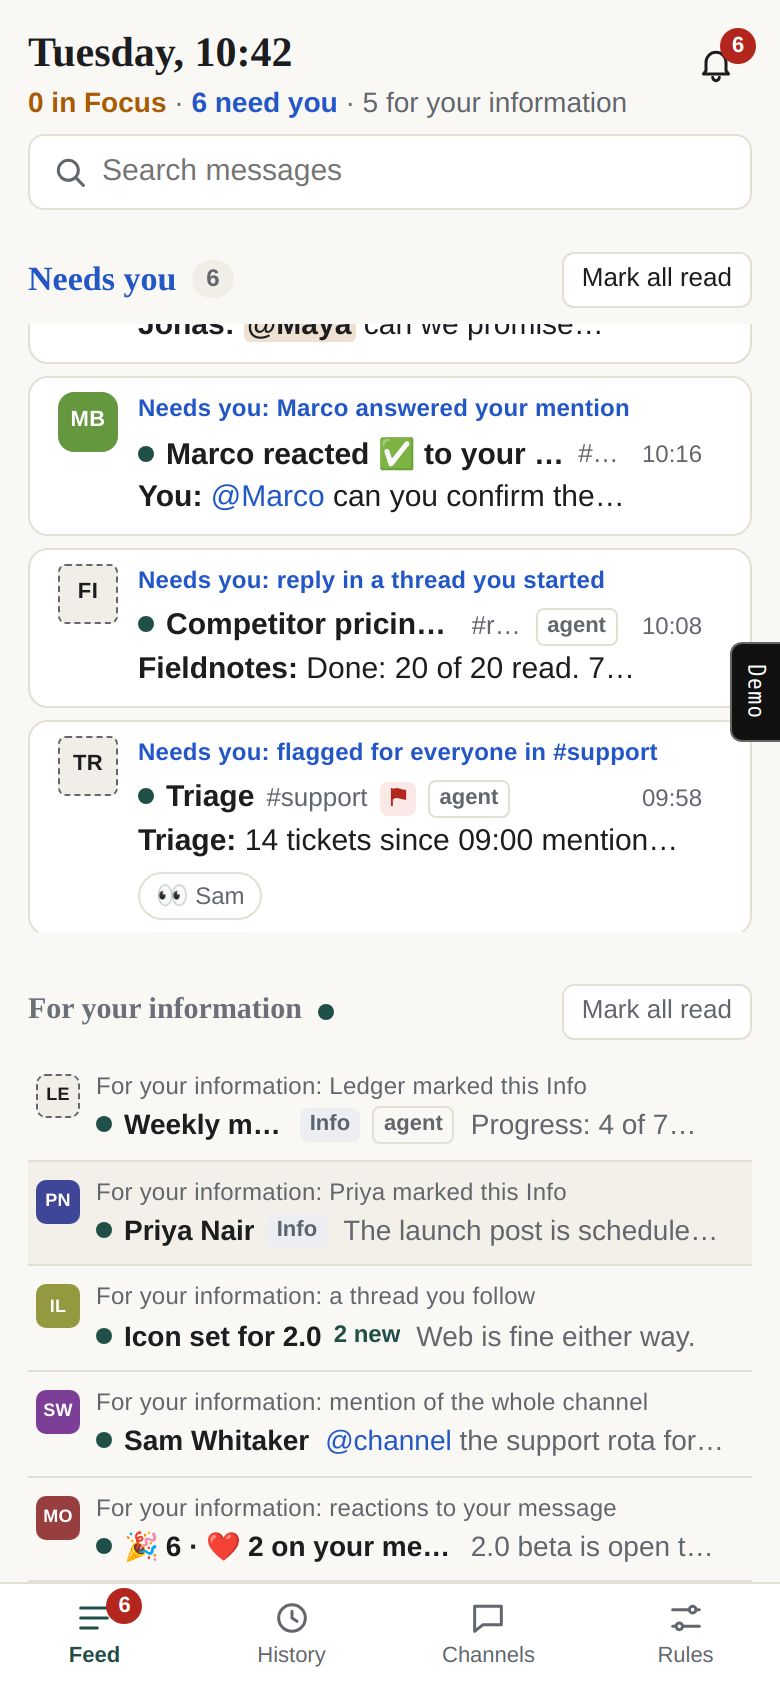 Tuesday, 10:42
6
0 in Focus · 6 need you · 5 for your information
Search messages
Needs you 6 Mark all read
Jonas: @Maya can we promise…
MB Needs you: Marco answered your mention
Marco reacted ✅ to your … #… 10:16
You: @Marco can you confirm the…
FI Needs you: reply in a thread you started
Competitor pricin… #r… agent 10:08
Fieldnotes: Done: 20 of 20 read. 7…
Demo
TR Needs you: flagged for everyone in #support
Triage #support agent 09:58
Triage: 14 tickets since 09:00 mention…
👀 Sam
For your information Mark all read
LE For your information: Ledger marked this Info
Weekly m… Info agent Progress: 4 of 7…
PN For your information: Priya marked this Info
Priya Nair Info The launch post is schedule…
IL For your information: a thread you follow
Icon set for 2.0 2 new Web is fine either way.
SW For your information: mention of the whole channel
Sam Whitaker @channel the support rota for…
MO For your information: reactions to your message
🎉 6 · ❤️ 2 on your me… 2.0 beta is open t…
6
Feed History Channels Rules